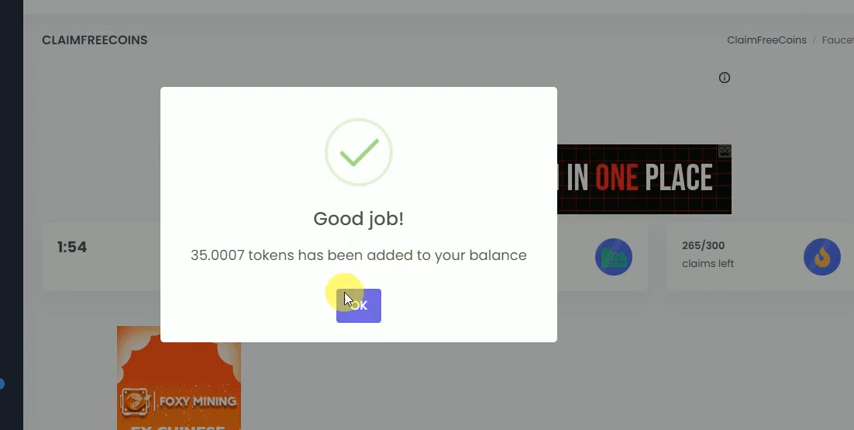 CLAIMFREECOINS
ClaimFreeCoins / Faucet
IN ONE PLACE
Good job!
1:54
35.0007 tokens has been added to your balance
265/300
claims left
OK
FOXY MINING